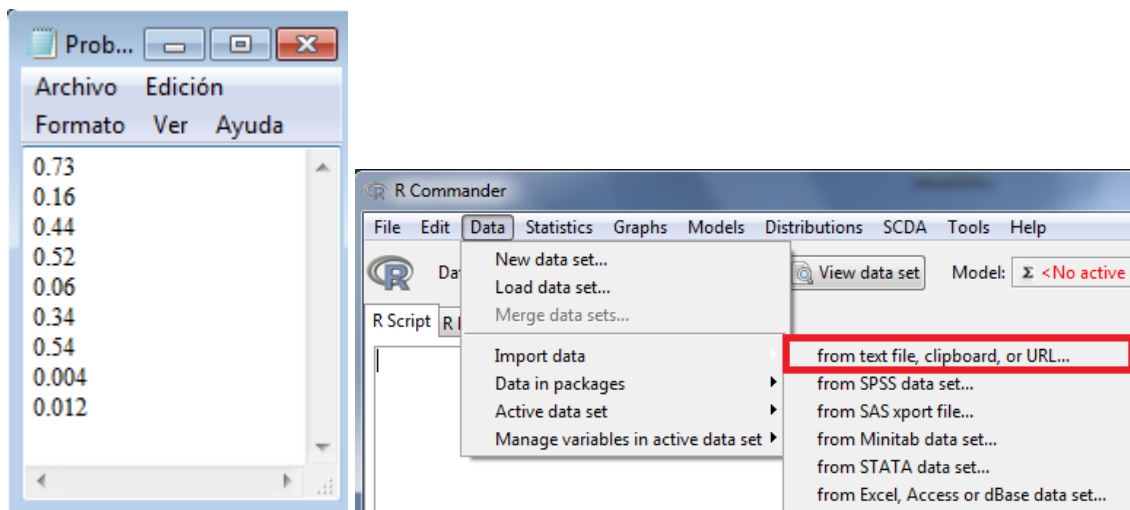 Prob...
Archivo Edición
Formato Ver Ayuda
0.73
0.16
0.44
0.52
0.06
0.34
0.54
0.004
0.012
R Commander
File Edit Data Statistics Graphs Models Distributions SCDA Tools Help
R Da View data set Model: Σ <No active
R Script R
New data set...
Load data set...
Merge data sets...
Import data
Data in packages
Active data set
Manage variables in active data set
from text file, clipboard, or URL...
from SPSS data set...
from SAS xport file...
from Minitab data set...
from STATA data set...
from Excel, Access or dBase data set...